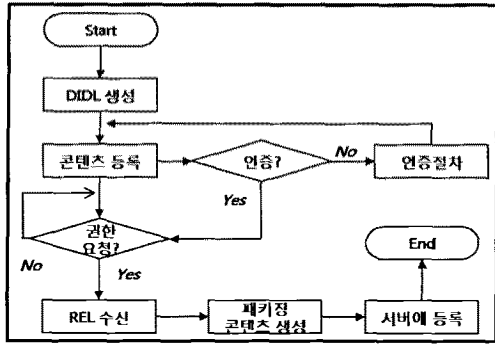 Start
DIDL 생성
콘텐츠 등록
인증?
No
인증절차
Yes
권한
요청?
No
Yes
End
REL 수신
패키징
콘텐츠 생성
서버에 등록